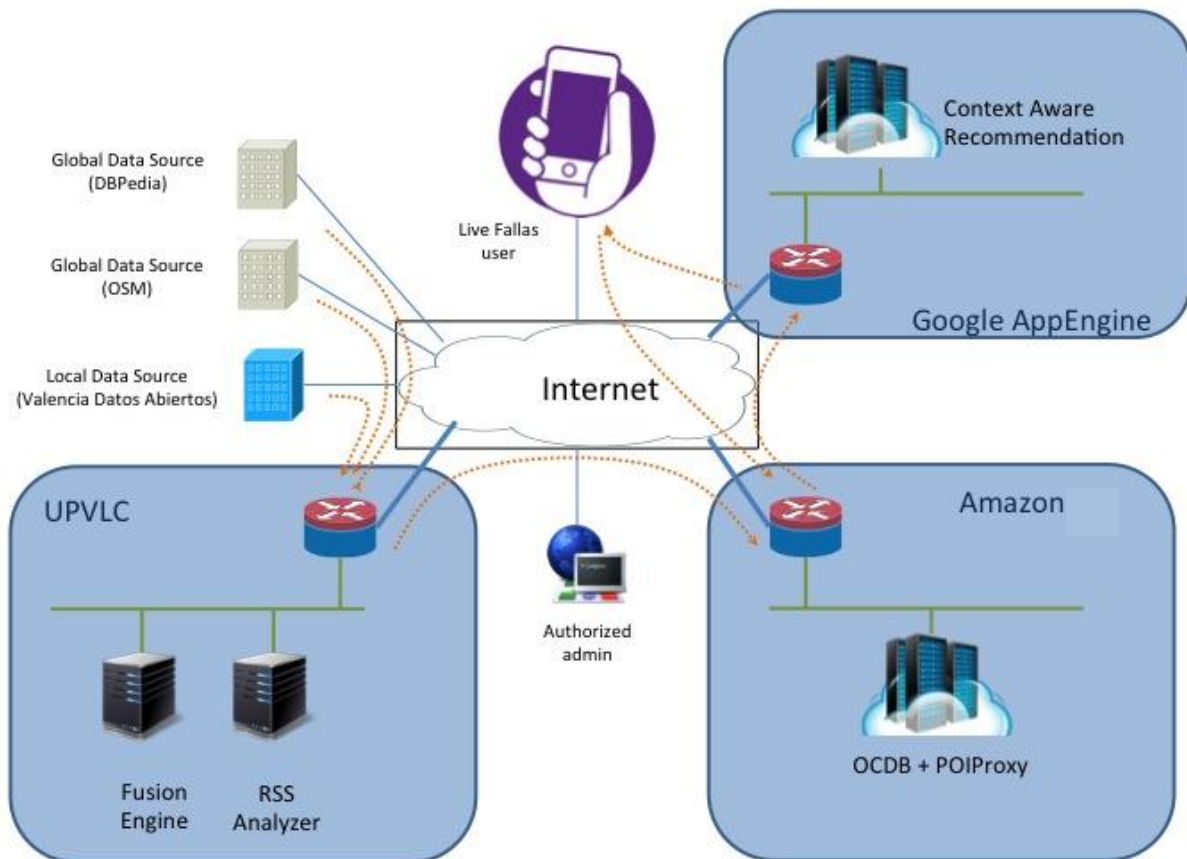 Context Aware
Recommendation
Global Data Source
(DBPedia)
Live Fallas
user
Global Data Source
(OSM)
Google AppEngine
Local Data Source
(Valencia Datos Abiertos)
Internet
UPVLC
Amazon
Authorized
admin
Fusion
Engine
RSS
Analyzer
OCDB + POIProxy